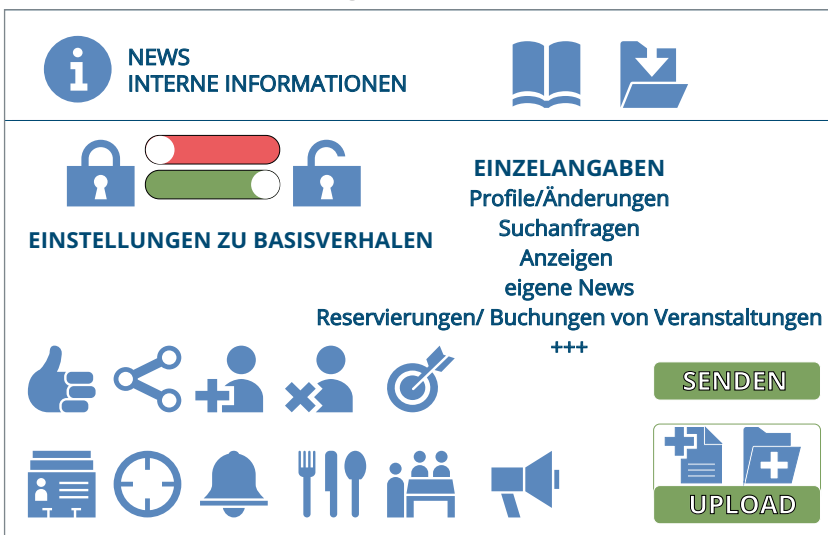 NEWS
INTERNE INFORMATIONEN
EINSTELLUNGEN ZU BASISVERHALEN
EINZELANGABEN
Profile/Änderungen
Suchanfragen
Anzeigen
eigene News
Reservierungen/ Buchungen von Veranstaltungen
+++
SENDEN
UPLOAD